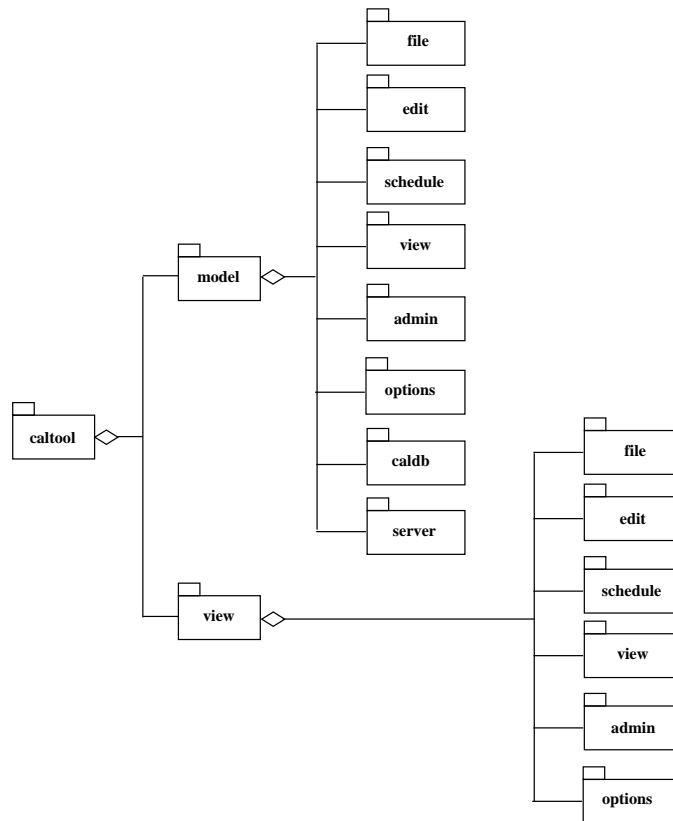 file
edit
schedule
view
model
admin
options
caltool
caldb
server
view
file
edit
schedule
view
admin
options